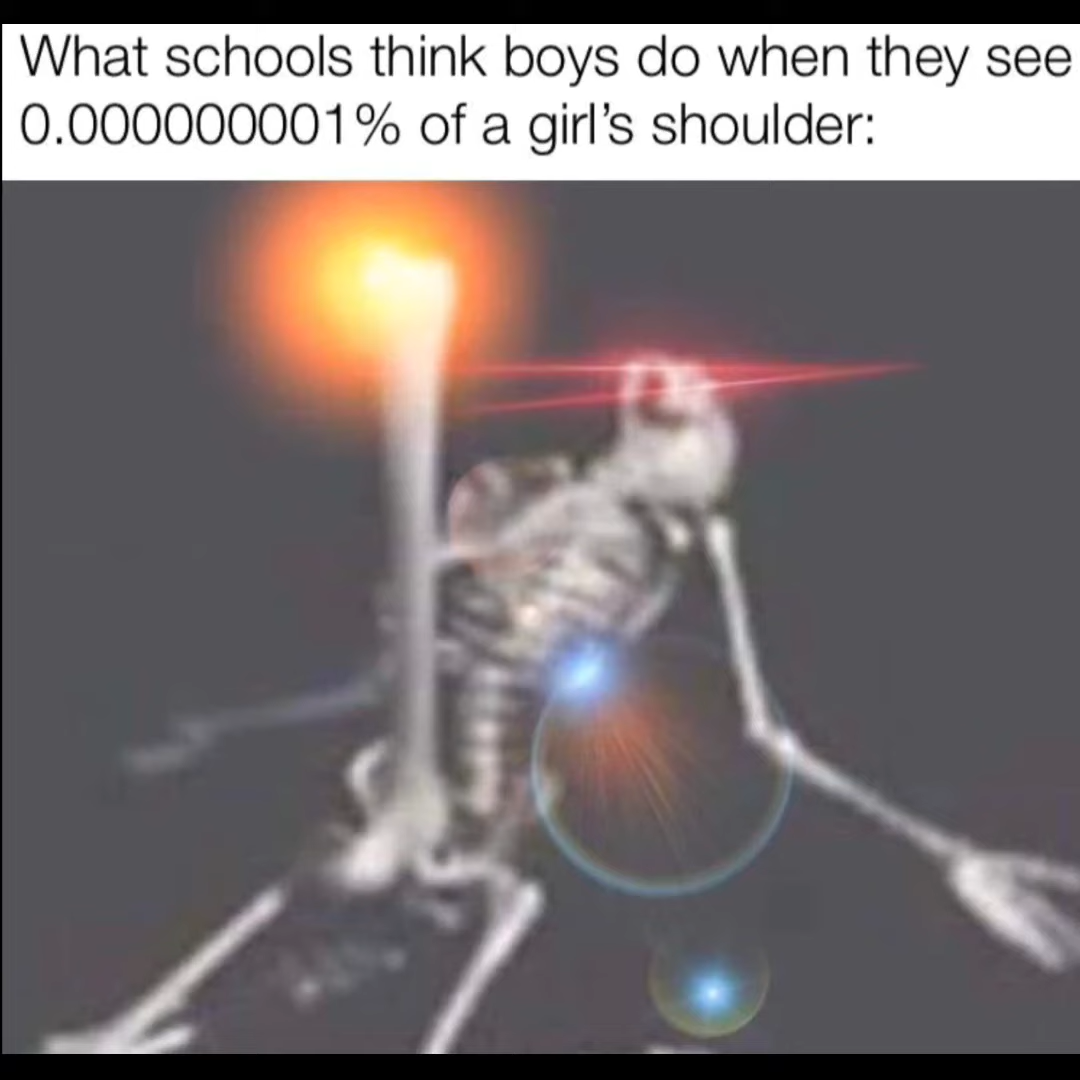 What schools think boys do when they see
0.000000001% of a girl's shoulder: